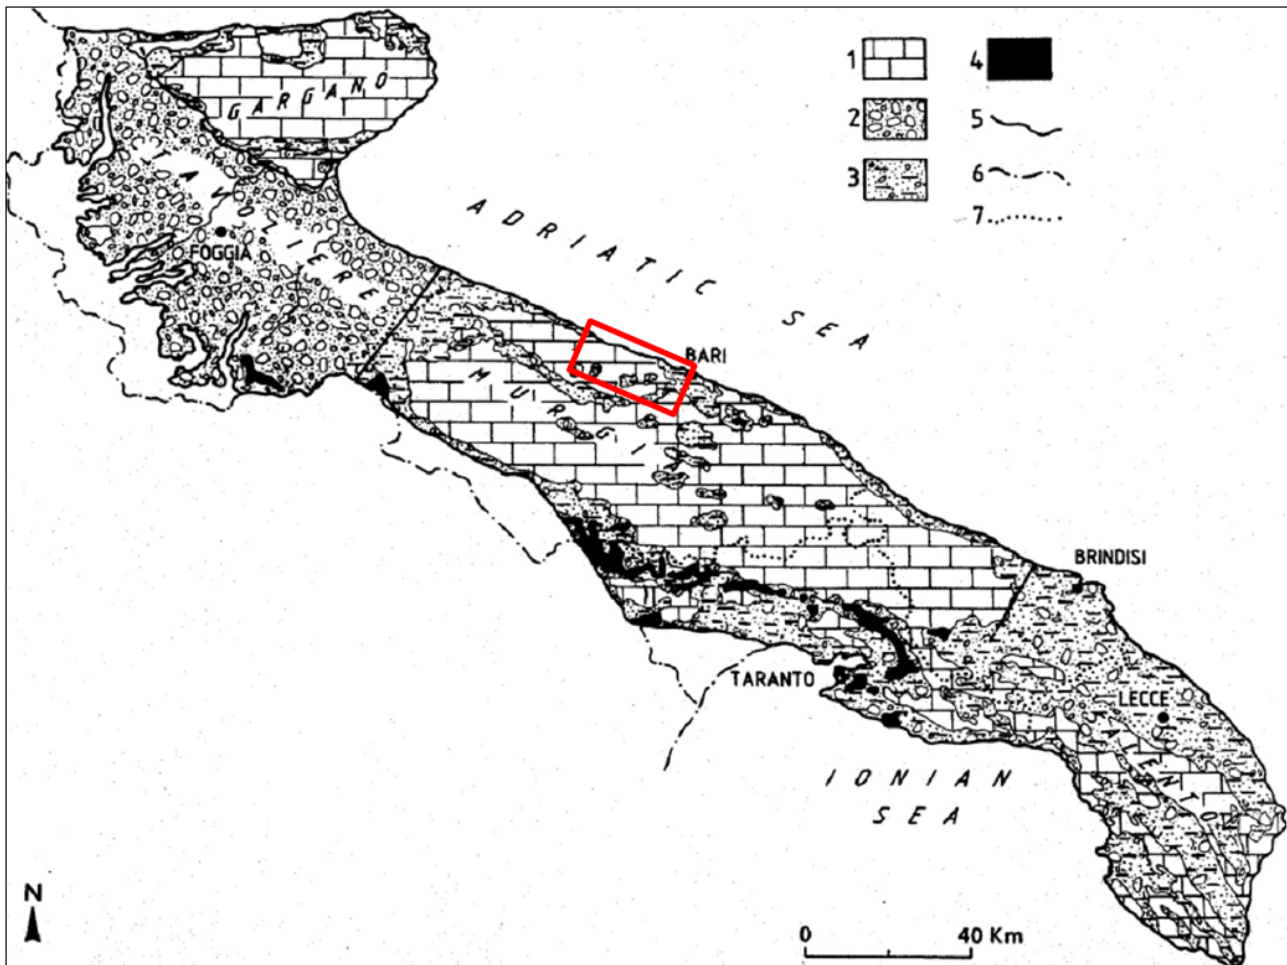 GARGANO
1
4
2
5
3
6
7
TAVOLIERE
FOGGIA
ADRIATIC SEA
BARI
MURGIA
BRINDISI
TARANTO
LECCE
SALENTO
IONIAN
SEA
N
0 40 Km